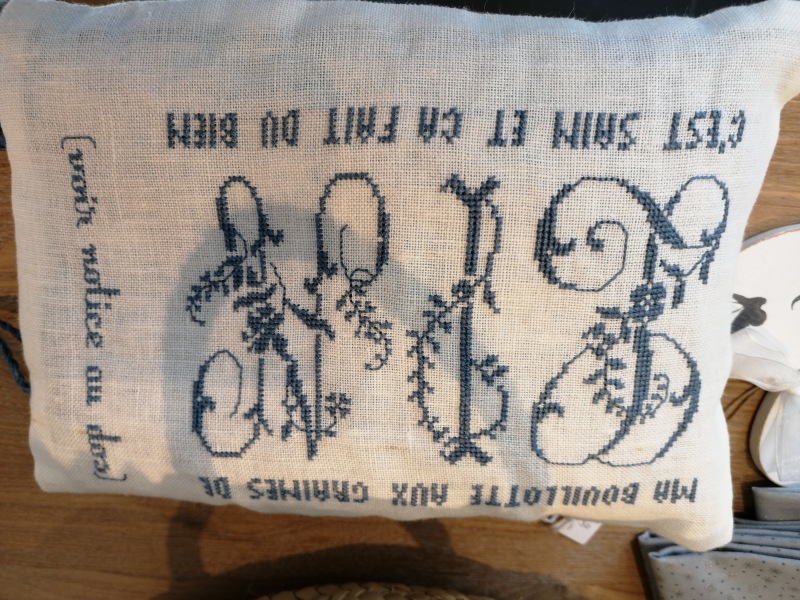 MA BOUILLOTTE AUX GRAINES DE
LIN
C'EST SAIN ET CA FAIT DU BIEN
(voir notice au dos)